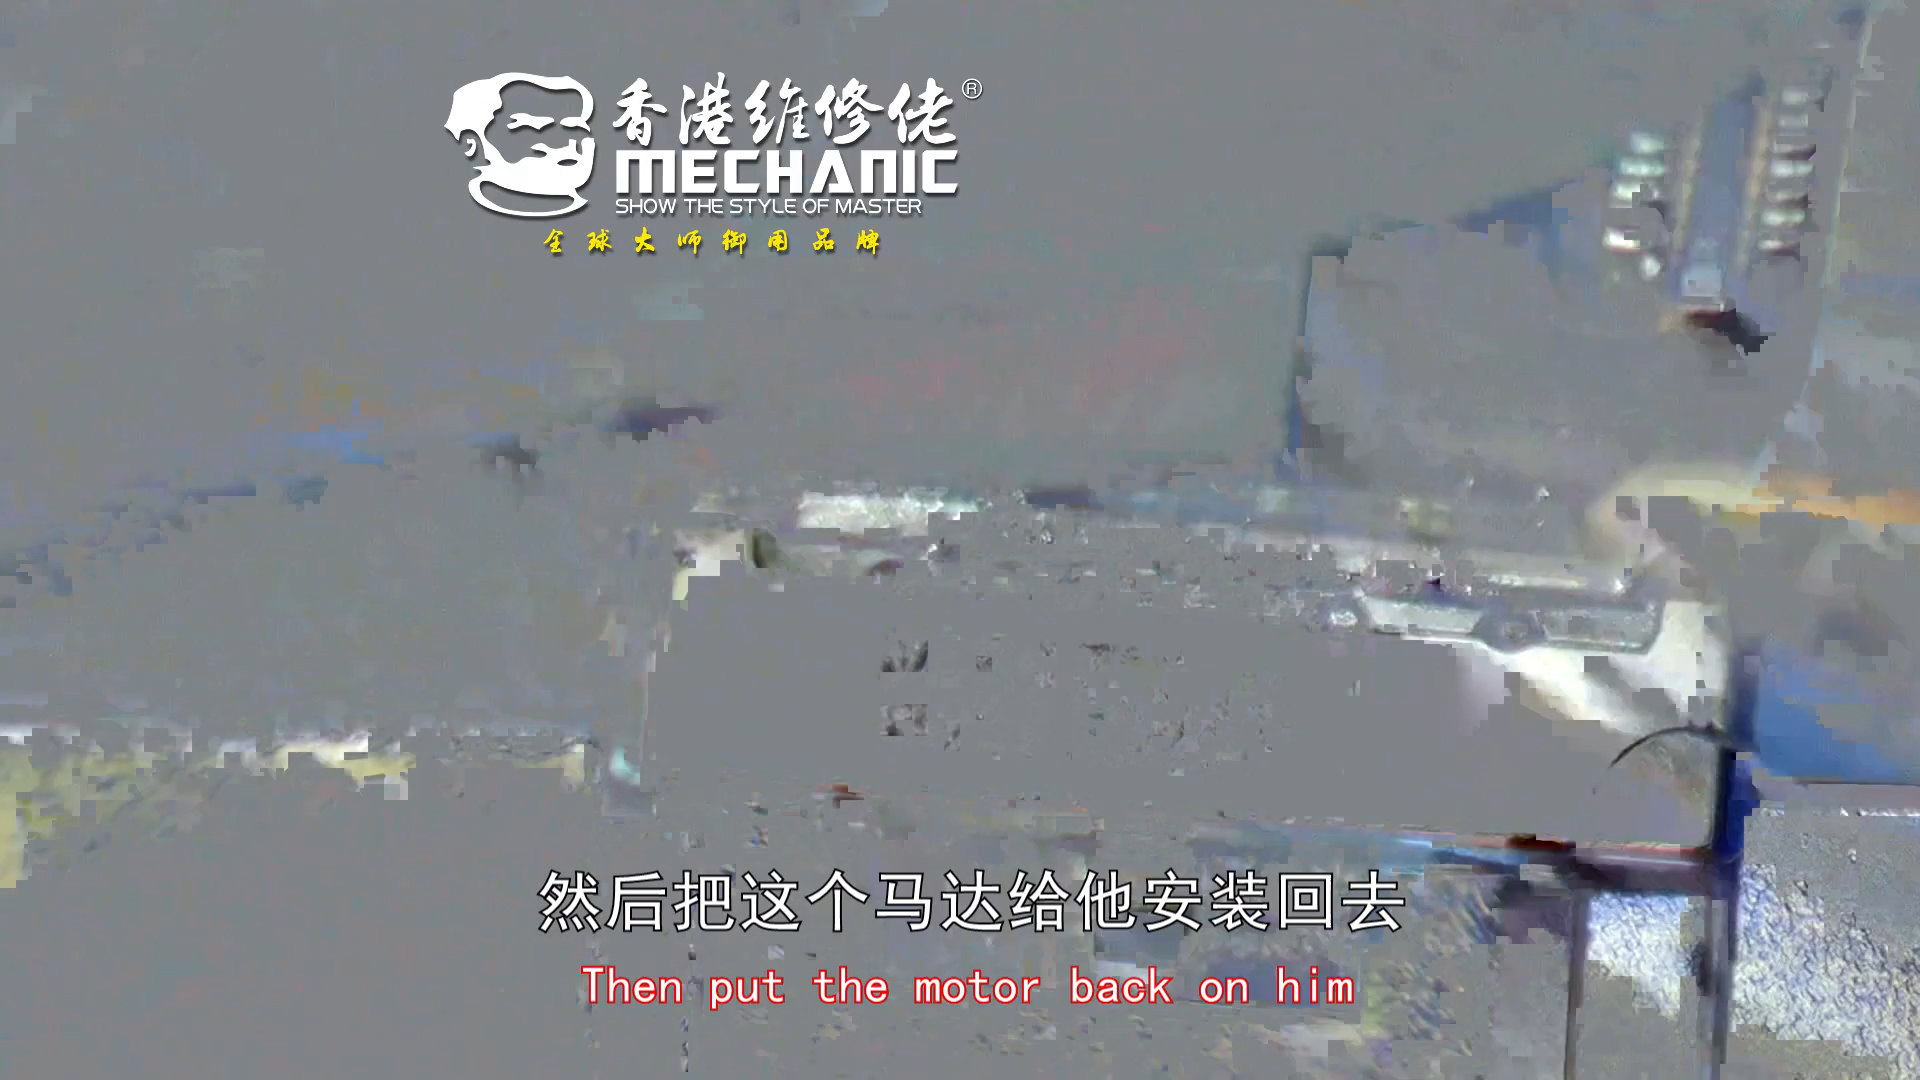 香港维修佬®
MECHANIC
SHOW THE STYLE OF MASTER
全球大师御用品牌
然后把这个马达给他安装回去
Then put the motor back on him